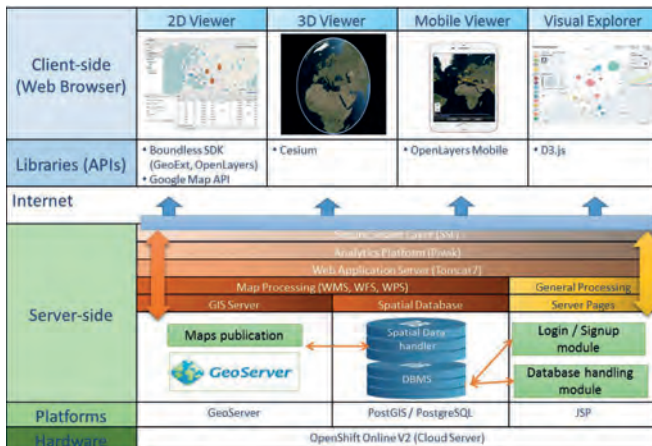 2D Viewer
3D Viewer
Mobile Viewer
Visual Explorer
Client-side
(Web Browser)
Libraries (APIs)
• Boundless SDK
(GeoExt, OpenLayers)
• Google Map API
• Cesium
• OpenLayers Mobile
• D3.js
Internet
Server-side
Analytics Platform (Piwik)
Web Application Server (Tomcat7)
Map Processing (WMS, WFS, WPS)
General Processing
GIS Server
Spatial Database
Server Pages
Maps publication
GeoServer
Spatial Data
handler
DBMS
Login / Signup
module
Database handling
module
Platforms
GeoServer
PostGIS / PostgreSQL
JSP
Hardware
OpenShift Online V2 (Cloud Server)